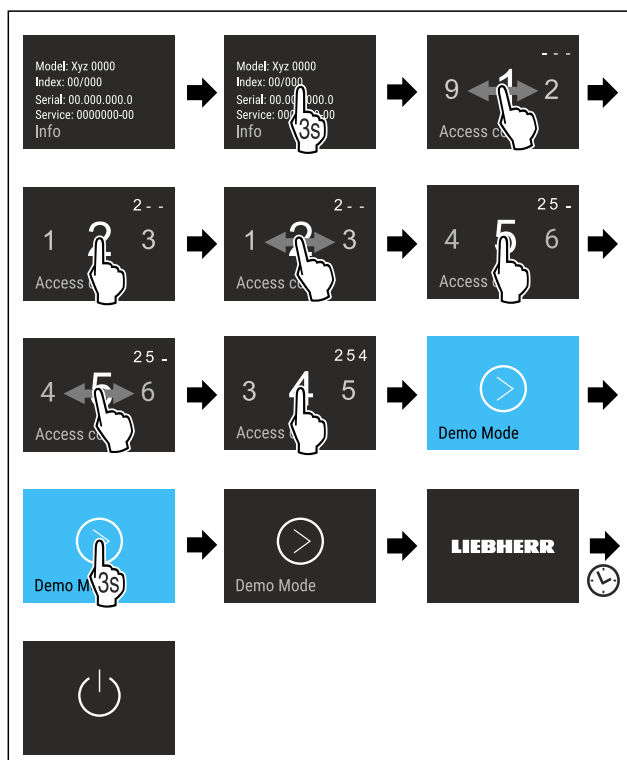 Model: Xyz 0000
Index: 00/000
Serial: 00.000.000.0
Service: 0000000-00
Info
Model: Xyz 0000
Index: 00/000
Serial: 00. 000.0
Service: 000 00-00
Info
3s
- - -
9 1 2
Access co
2 - -
1 2 3
Access c
2 - -
1 2 3
Access c
2 5 -
4 5 6
Access c
2 5 -
4 5 6
Access co
2 5 4
3 4 5
Access c
Demo Mode
Demo M
3s
Demo Mode
LIEBHERR